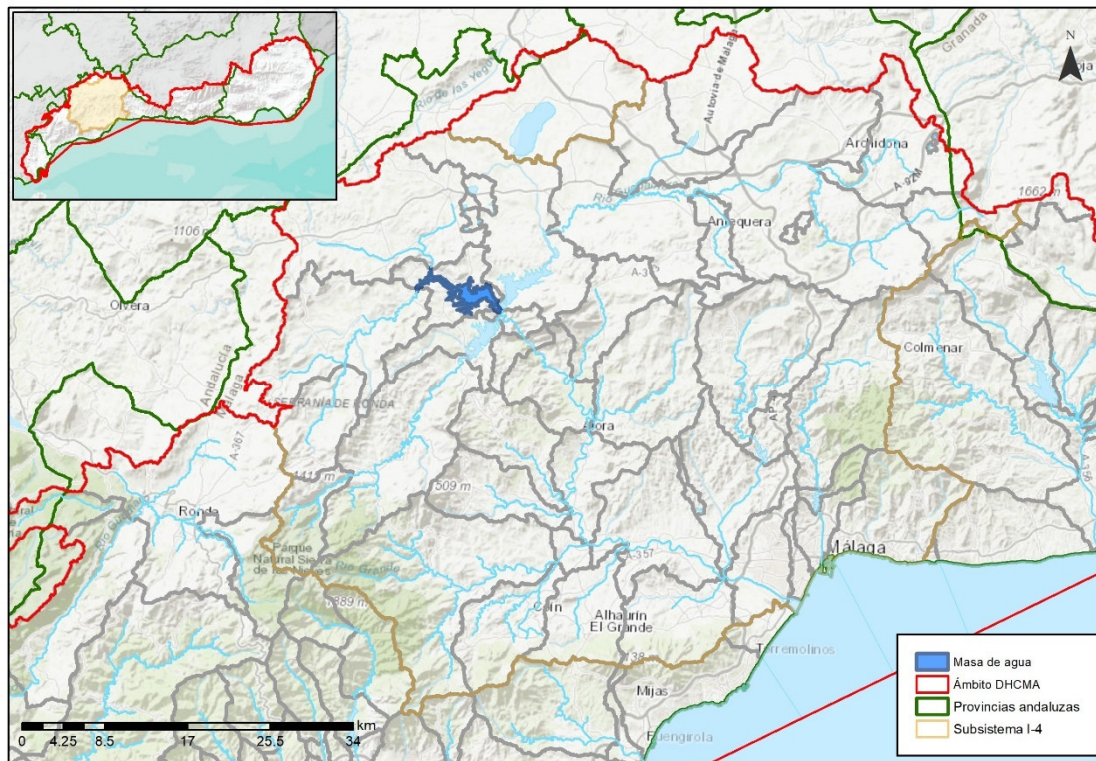 N
Granada
Río de las Yeguas
Autovía de Málaga
Archidona
A-92M
1662 m
Río Guadalhorce
Antequera
1106 m
Olvera
Andalucía
Málaga
Colmenar
SERRANÍA DE RONDA
A-367
Álora
AP-46
1411 m
509 m
A-356
Ronda
Parque
Natural Sierra
de las Nieves
Río Grande
A-357
Málaga
1889 m
Coín
Alhaurín
El Grande
Torremolinos
Mijas
Fuengirola
Masa de agua
Ámbito DHCMA
Provincias andaluzas
Subsistema I-4
km
0 4.25 8.5 17 25.5 34